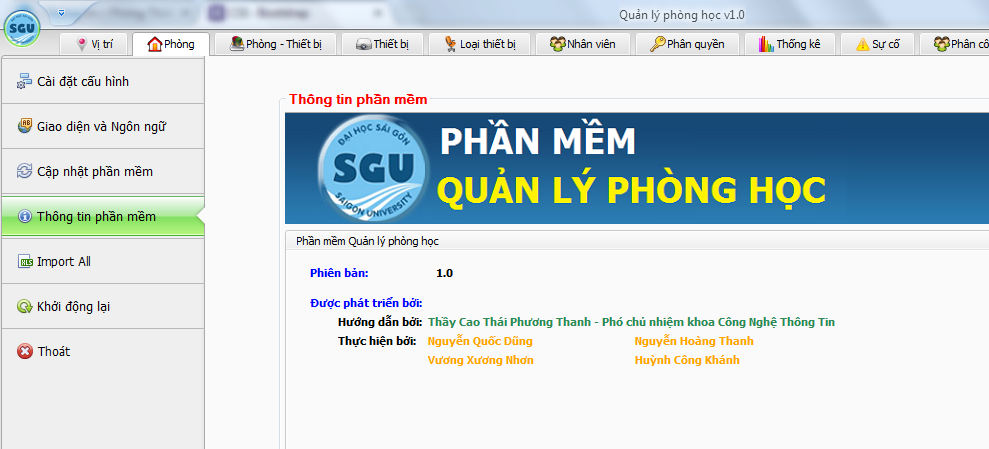 Quản lý phòng học v1.0
SGU
Vị trí
Phòng
Phòng - Thiết bị
Thiết bị
Loại thiết bị
Nhân viên
Phân quyền
Thống kê
Sự cố
Phân cô
Cài đặt cấu hình
Giao diện và Ngôn ngữ
Cập nhật phần mềm
Thông tin phần mềm
Import All
Khởi động lại
Thoát
Thông tin phần mềm
ĐẠI HỌC SÀI GÒN
SGU
SAIGON UNIVERSITY
PHẦN MỀM
QUẢN LÝ PHÒNG HỌC
Phần mềm Quản lý phòng học
Phiên bản: 1.0
Được phát triển bởi:
Hướng dẫn bởi: Thầy Cao Thái Phương Thanh - Phó chủ nhiệm khoa Công Nghệ Thông Tin
Thực hiện bởi: Nguyễn Quốc Dũng Nguyễn Hoàng Thanh
Vương Xương Nhơn Huỳnh Công Khánh